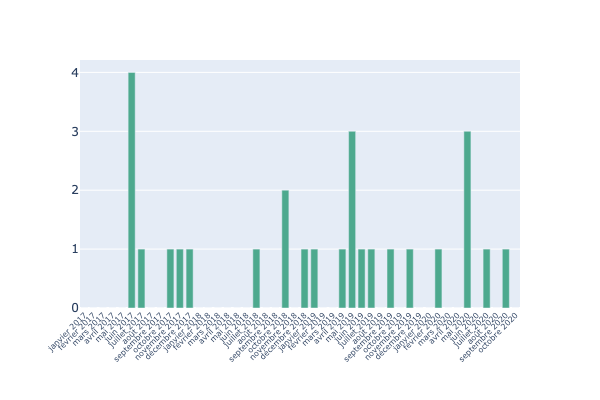 4
3
2
1
0
janvier 2017
février 2017
mars 2017
avril 2017
mai 2017
juin 2017
juillet 2017
août 2017
septembre 2017
octobre 2017
novembre 2017
décembre 2017
janvier 2018
février 2018
mars 2018
avril 2018
mai 2018
juin 2018
juillet 2018
août 2018
septembre 2018
octobre 2018
novembre 2018
décembre 2018
janvier 2019
février 2019
mars 2019
avril 2019
mai 2019
juin 2019
juillet 2019
août 2019
septembre 2019
octobre 2019
novembre 2019
décembre 2019
janvier 2020
février 2020
mars 2020
avril 2020
mai 2020
juin 2020
juillet 2020
août 2020
septembre 2020
octobre 2020